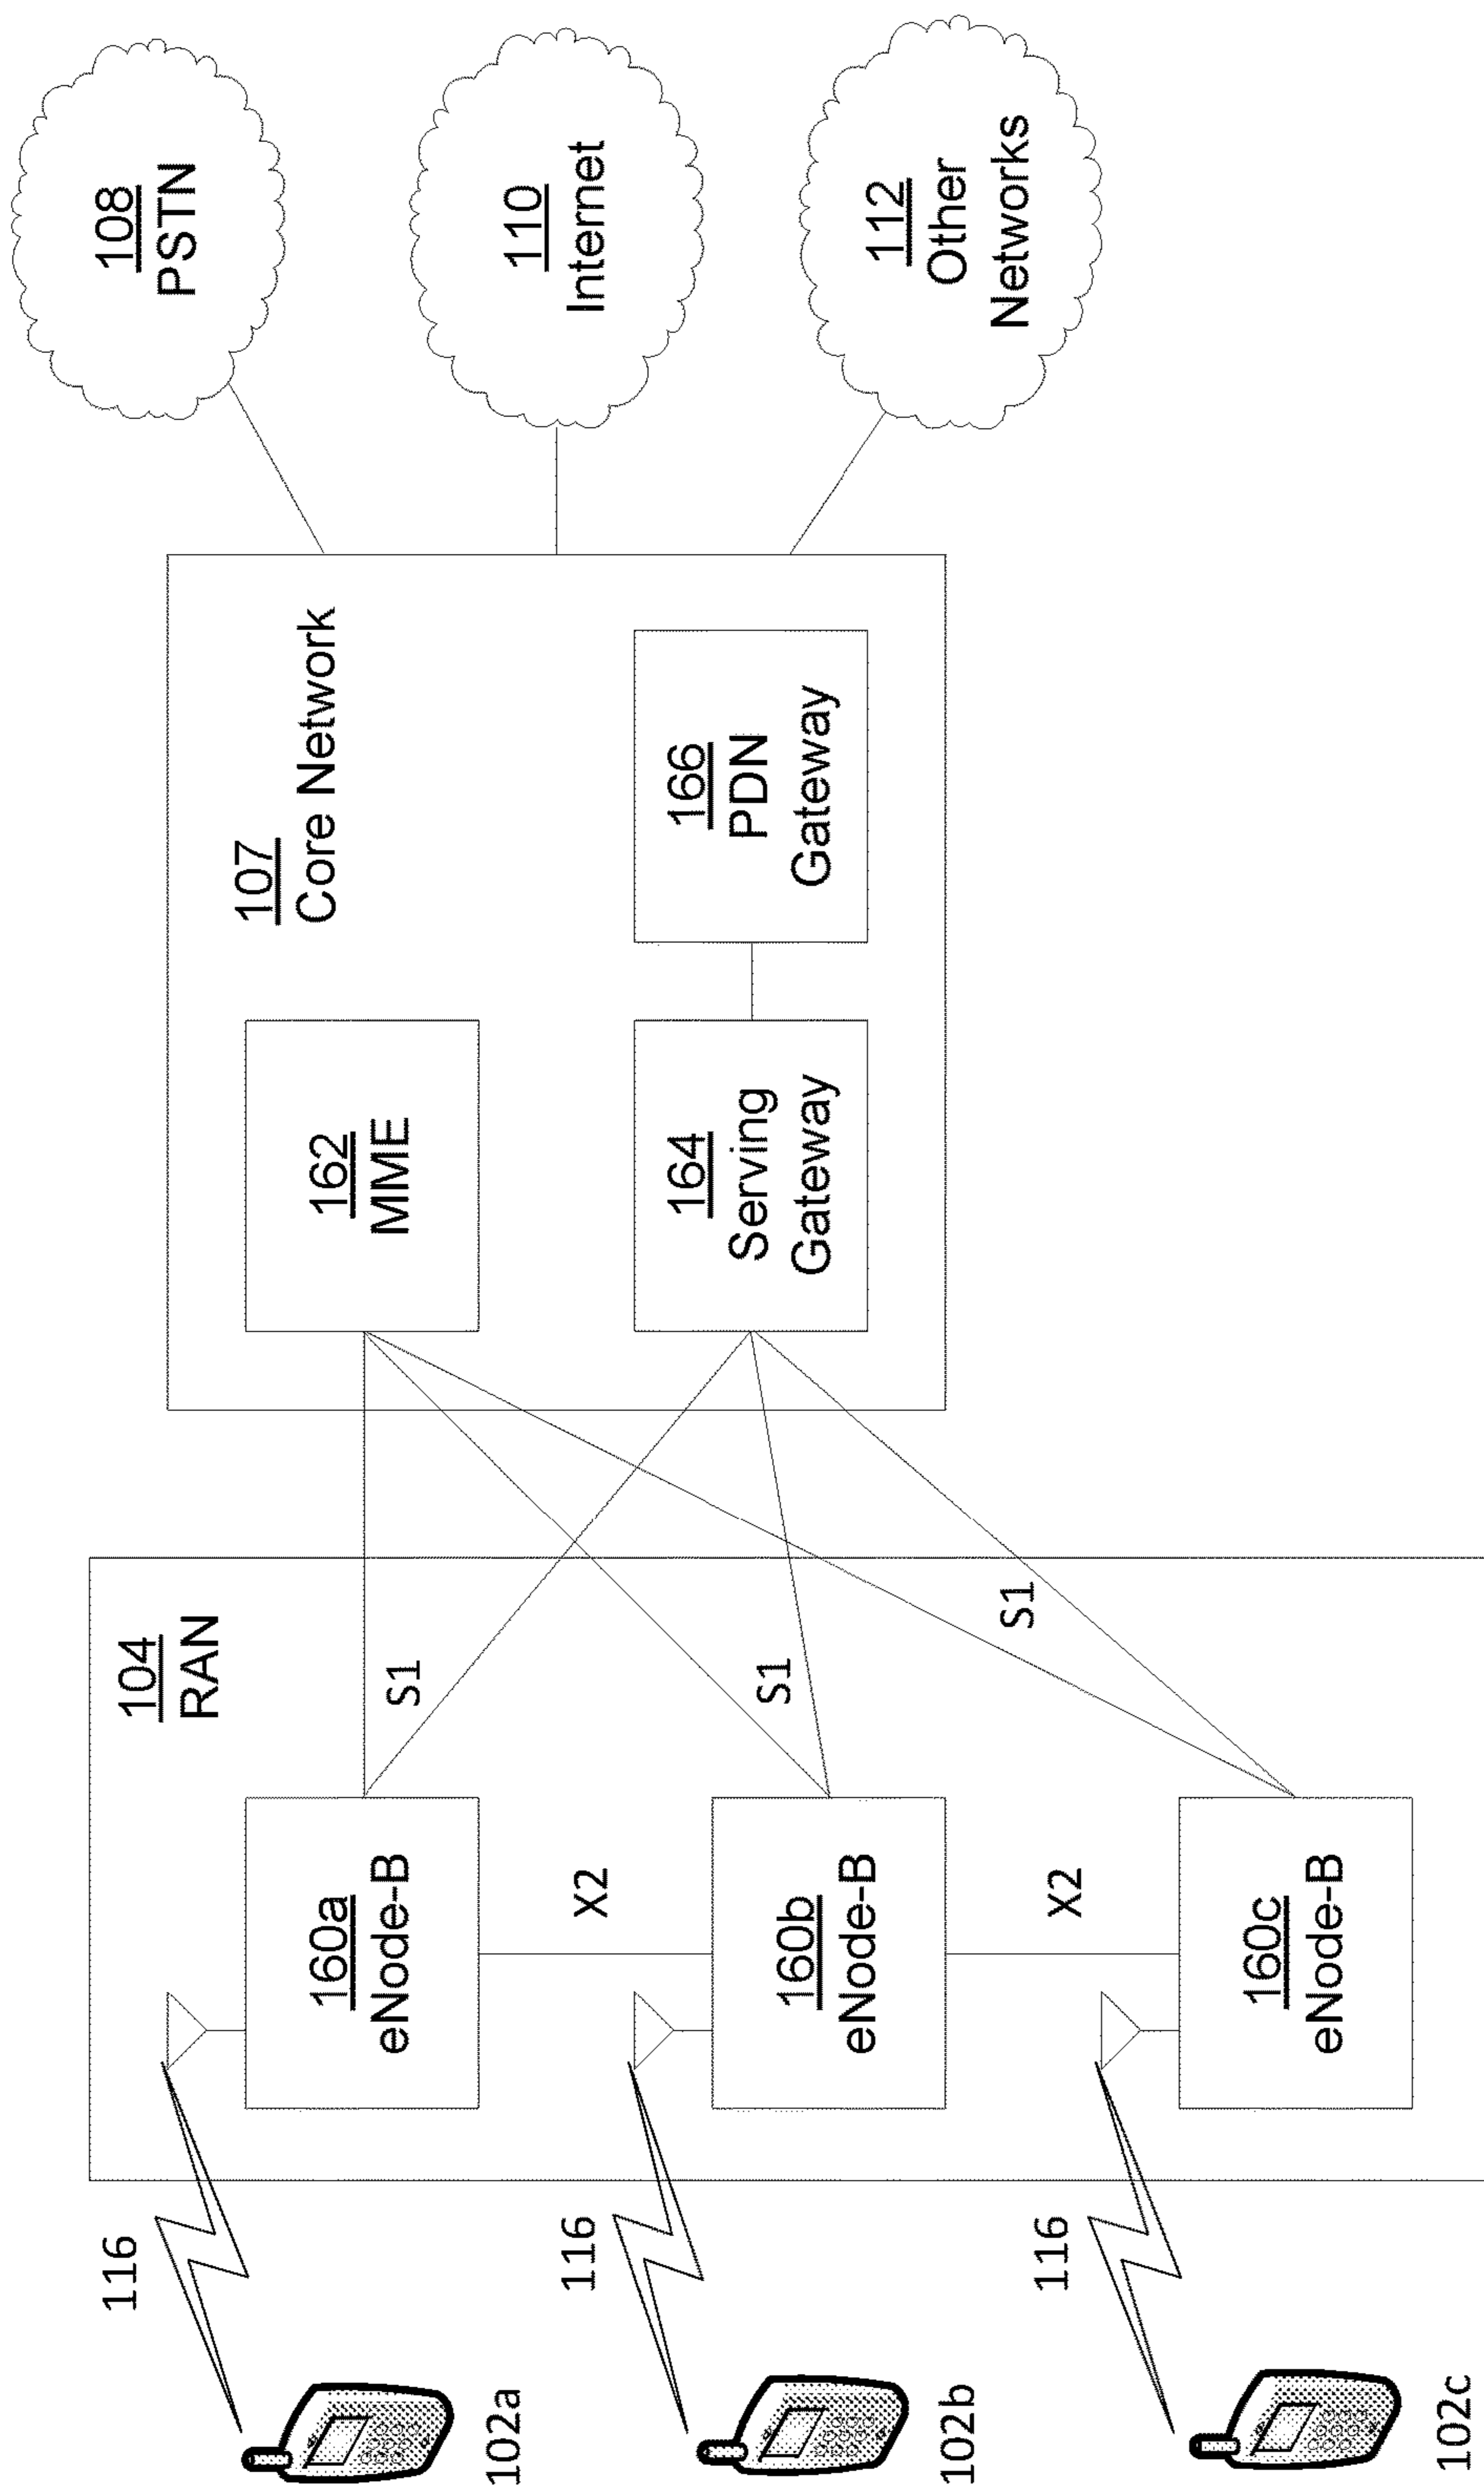 116
102a
116
102b
116
102c
104
RAN
160a
eNode-B
X2
160b
eNode-B
X2
160c
eNode-B
S1
S1
S1
107
Core Network
162
MME
164
Serving
Gateway
166
PDN
Gateway
108
PSTN
110
Internet
112
Other
Networks